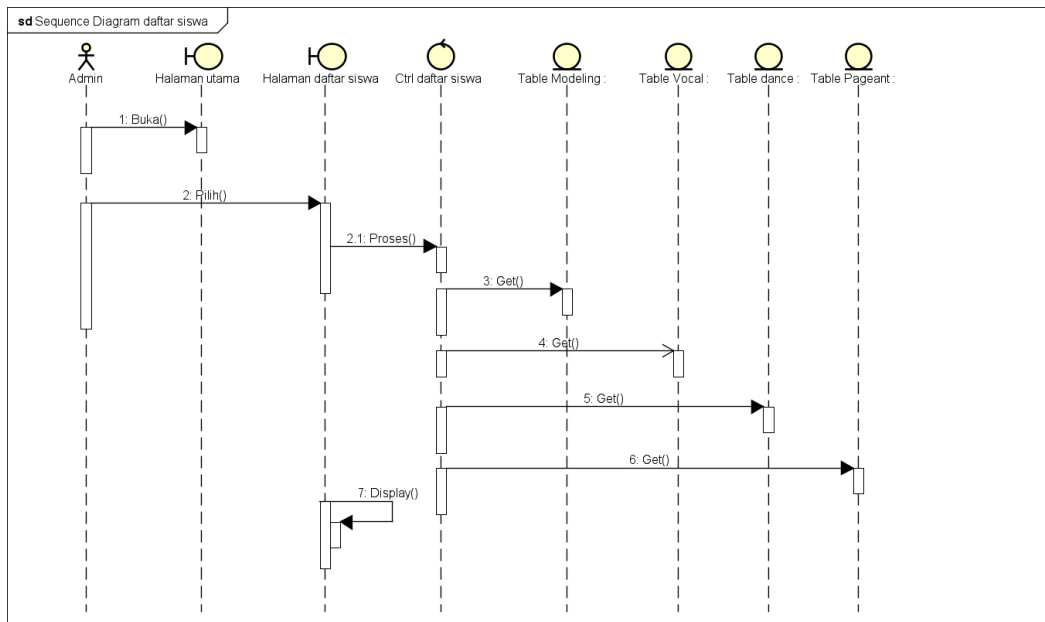 sd Sequence Diagram daftar siswa
Admin
Halaman utama
Halaman daftar siswa
Ctrl daftar siswa
Table Modeling :
Table Vocal :
Table dance :
Table Pageant :
1: Buka()
2: Pilih()
2.1: Proses()
3: Get()
4: Get()
5: Get()
6: Get()
7: Display()